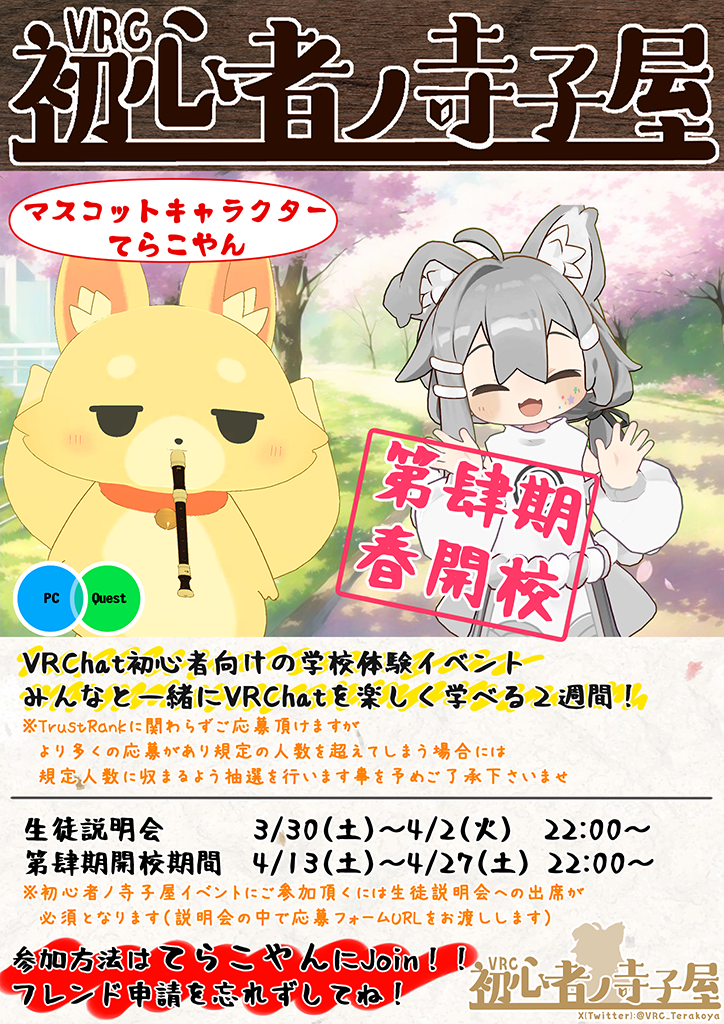 VRC
初心者ノ寺子屋
マスコットキャラクター
てらこやん
第肆期
春開校
PC
Quest
VRChat初心者向けの学校体験イベント
みんなと一緒にVRChatを楽しく学べる２週間！
※TrustRankに関わらずご応募頂けますが
より多くの応募があり規定の人数を超えてしまう場合には
規定人数に収まるよう抽選を行います事を予めご了承下さいませ
生徒説明会 3/30(土)～4/2(火) 22:00～
第肆期開校期間 4/13(土)～4/27(土) 22:00～
※初心者ノ寺子屋イベントにご参加頂くには生徒説明会への出席が
必須となります(説明会の中で応募フォームURLをお渡しします)
参加方法はてらこやんにJoin！！
フレンド申請を忘れずしてね！
VRC
初心者ノ寺子屋
X(Twitter):@VRC_Terakoya